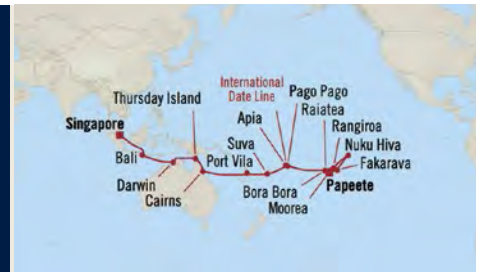 International
Date Line
Pago Pago
Thursday Island
Raiatea
Apia
Rangiroa
Singapore
Suva
Nuku Hiva
Bali
Port Vila
Fakarava
Darwin
Bora Bora
Papeete
Cairns
Moorea